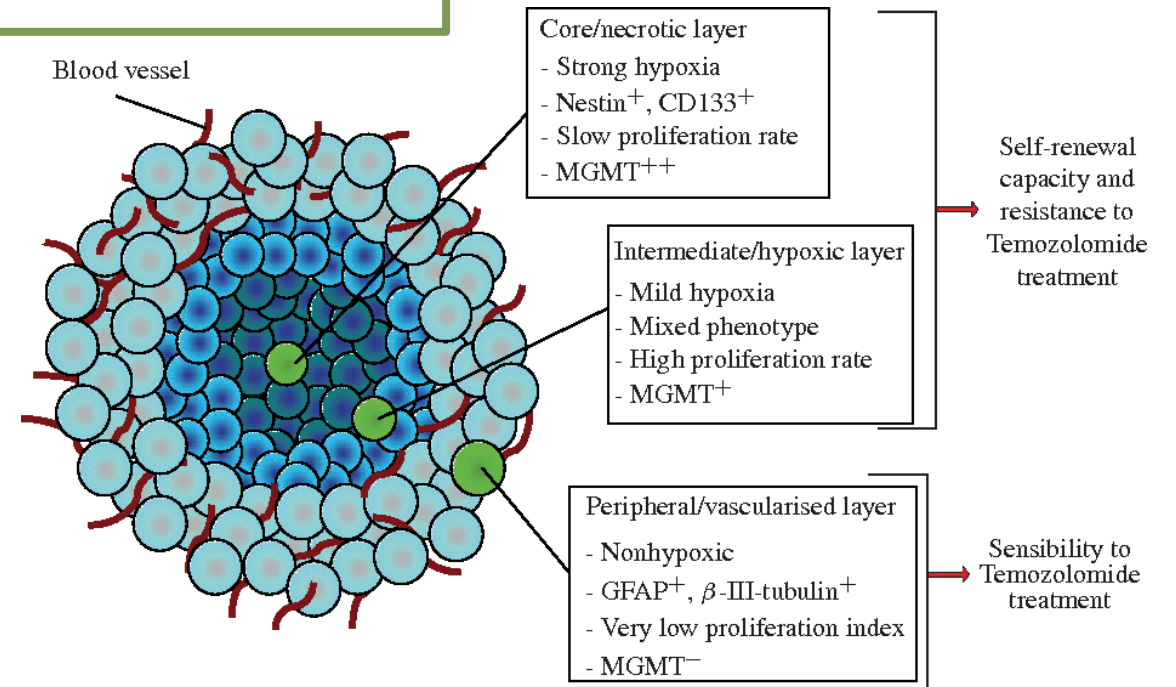 Blood vessel
Core/necrotic layer
- Strong hypoxia
- Nestin⁺, CD133⁺
- Slow proliferation rate
- MGMT⁺⁺
Self-renewal
capacity and
resistance to
Temozolomide
treatment
Intermediate/hypoxic layer
- Mild hypoxia
- Mixed phenotype
- High proliferation rate
- MGMT⁺
Peripheral/vascularised layer
- Nonhypoxic
- GFAP⁺, β-III-tubulin⁺
- Very low proliferation index
- MGMT⁻
Sensibility to
Temozolomide
treatment